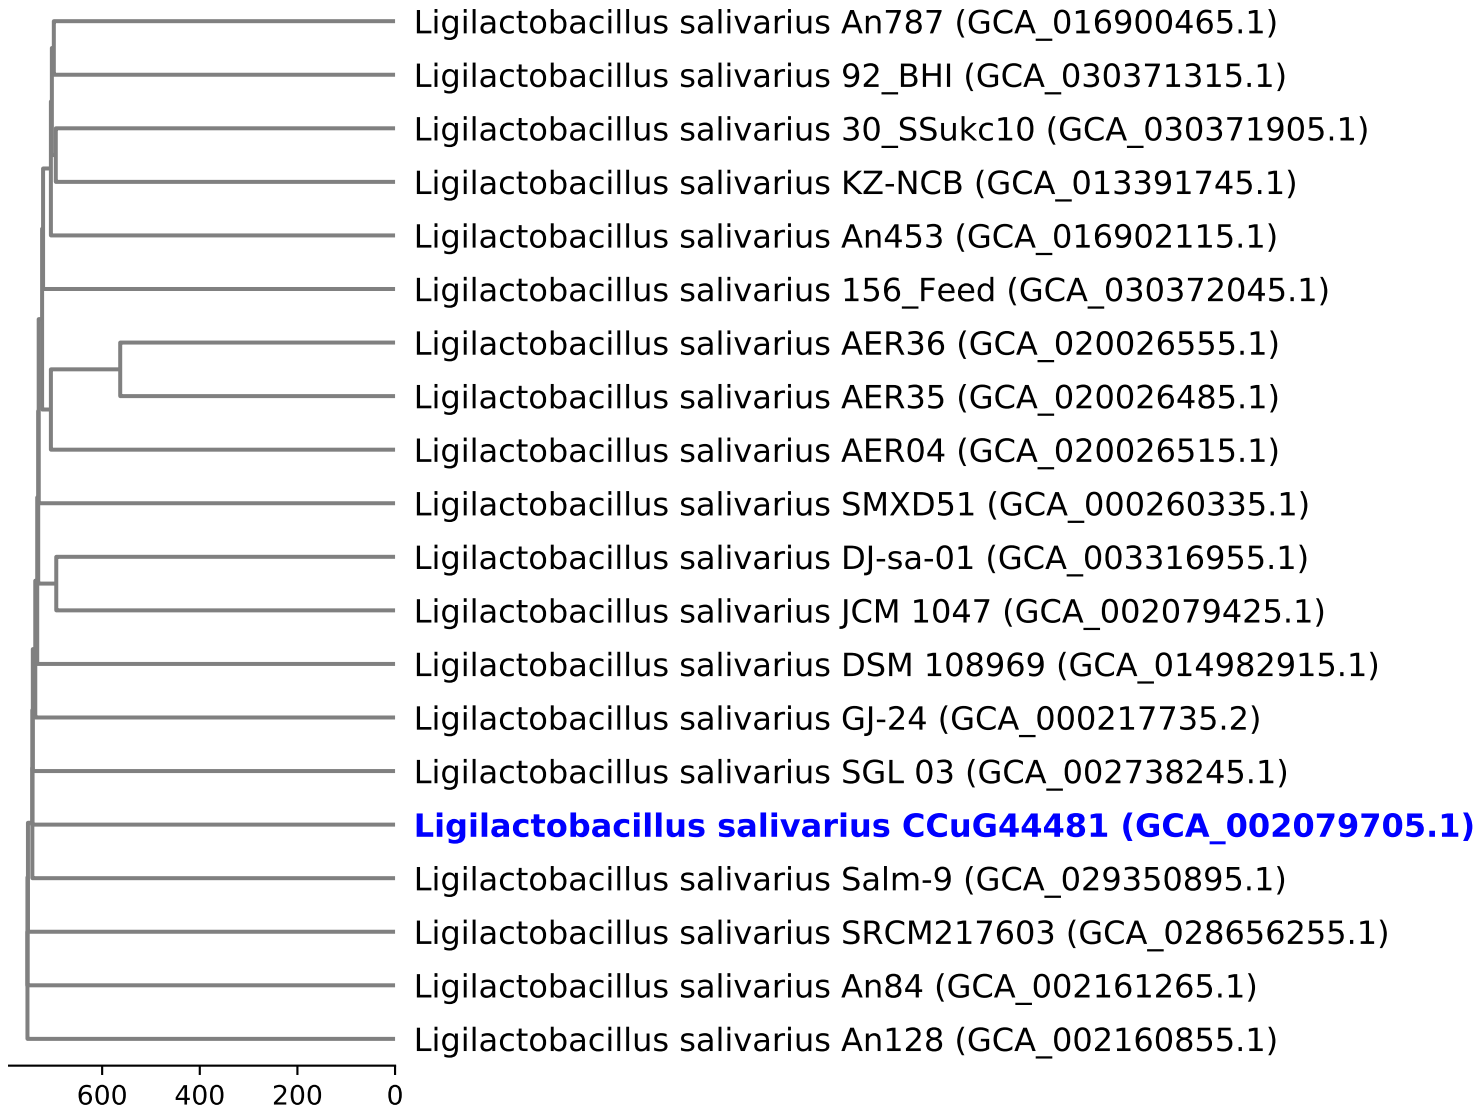 Ligilactobacillus salivarius An787 (GCA_016900465.1)
Ligilactobacillus salivarius 92_BHI (GCA_030371315.1)
Ligilactobacillus salivarius 30_SSukc10 (GCA_030371905.1)
Ligilactobacillus salivarius KZ-NCB (GCA_013391745.1)
Ligilactobacillus salivarius An453 (GCA_016902115.1)
Ligilactobacillus salivarius 156_Feed (GCA_030372045.1)
Ligilactobacillus salivarius AER36 (GCA_020026555.1)
Ligilactobacillus salivarius AER35 (GCA_020026485.1)
Ligilactobacillus salivarius AER04 (GCA_020026515.1)
Ligilactobacillus salivarius SMXD51 (GCA_000260335.1)
Ligilactobacillus salivarius DJ-sa-01 (GCA_003316955.1)
Ligilactobacillus salivarius JCM 1047 (GCA_002079425.1)
Ligilactobacillus salivarius DSM 108969 (GCA_014982915.1)
Ligilactobacillus salivarius GJ-24 (GCA_000217735.2)
Ligilactobacillus salivarius SGL 03 (GCA_002738245.1)
Ligilactobacillus salivarius CCuG44481 (GCA_002079705.1)
Ligilactobacillus salivarius Salm-9 (GCA_029350895.1)
Ligilactobacillus salivarius SRCM217603 (GCA_028656255.1)
Ligilactobacillus salivarius An84 (GCA_002161265.1)
Ligilactobacillus salivarius An128 (GCA_002160855.1)
600 400 200 0